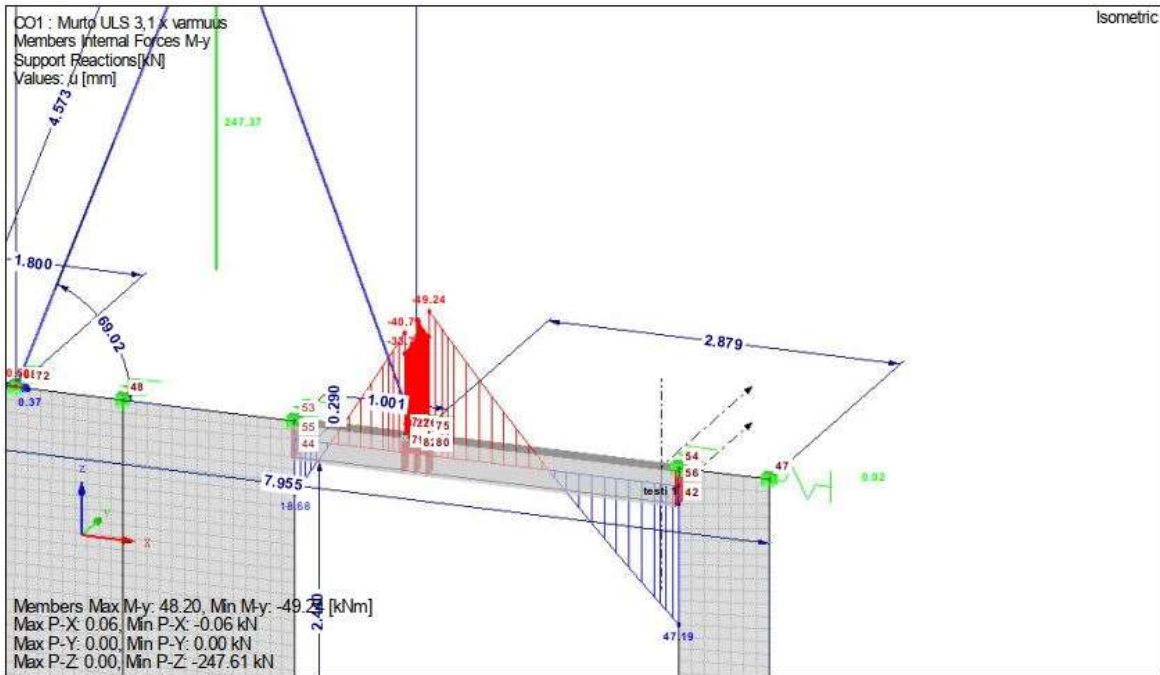 CO1 : Murto ULS 3,1 x varmuus
Isometric
Members Internal Forces M-y
Support Reactions[kN]
Values: u [mm]
4.573
247.37
1.800
69.02
-49.24
2.879
72
48
0.37
53
0.290
1.001
55
75
44
80
54
47
56
0.92
testi 1
42
7.955
18.68
Z
Y
X
47.19
Members Max M-y: 48.20, Min M-y: -49.24 [kNm]
Max P-X: 0.06, Min P-X: -0.06 kN
Max P-Y: 0.00, Min P-Y: 0.00 kN
Max P-Z: 0.00, Min P-Z: -247.61 kN